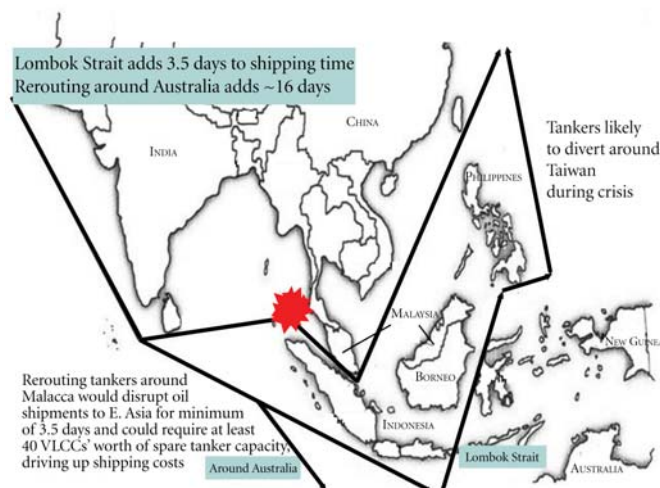 Lombok Strait adds 3.5 days to shipping time
Rerouting around Australia adds ~16 days
CHINA
INDIA
Tankers likely
to divert around
Taiwan
during crisis
PHILIPPINES
MALAYSIA
NEW GUINEA
BORNEO
Rerouting tankers around
Malacca would disrupt oil
shipments to E. Asia for minimum
of 3.5 days and could require at least
40 VLCCs' worth of spare tanker capacity,
driving up shipping costs
INDONESIA
Around Australia
Lombok Strait
AUSTRALIA